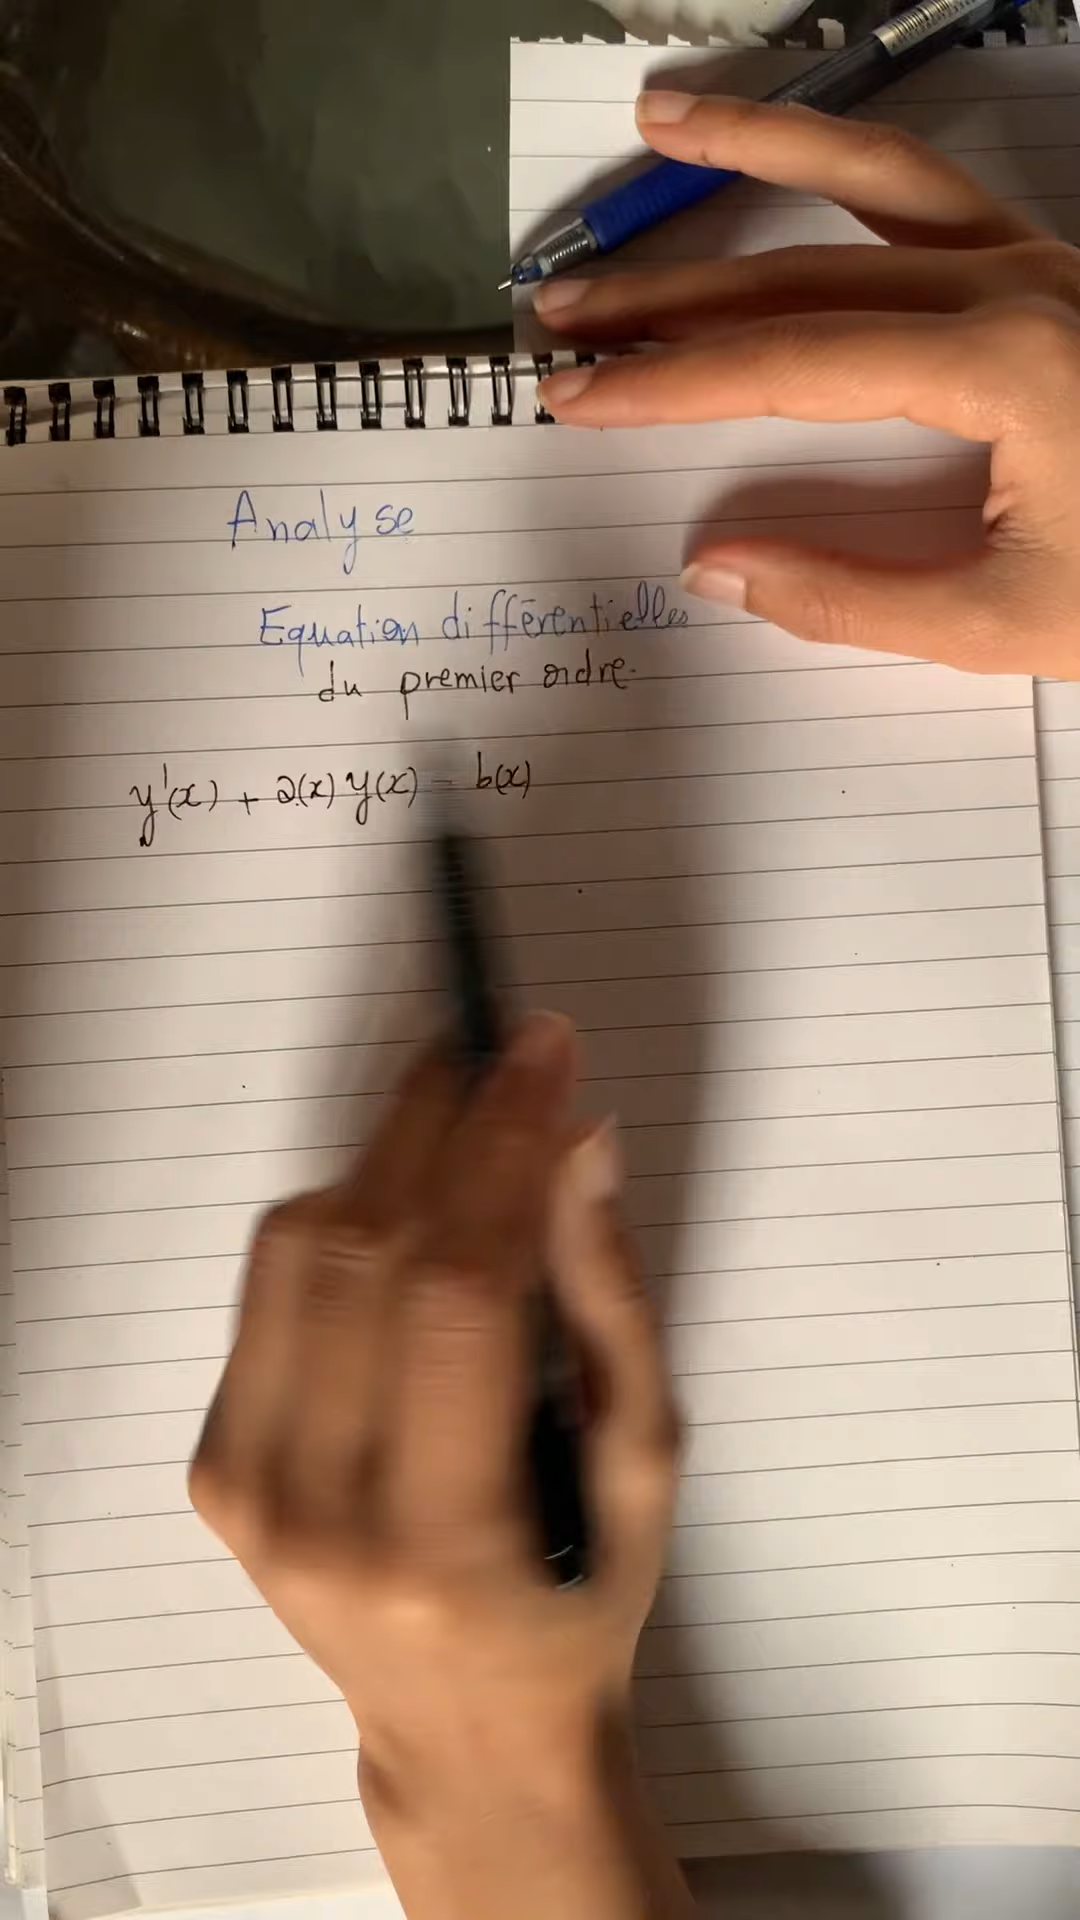 Analyse
Equation différentielles
du premier ordre.
y'(x) + a(x) y(x) = b(x)